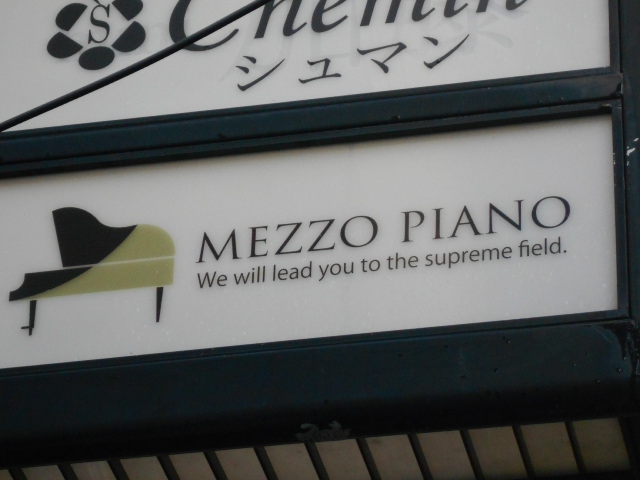 Š
Chemin
シュマン
MEZZO PIANO
We will lead you to the supreme field.